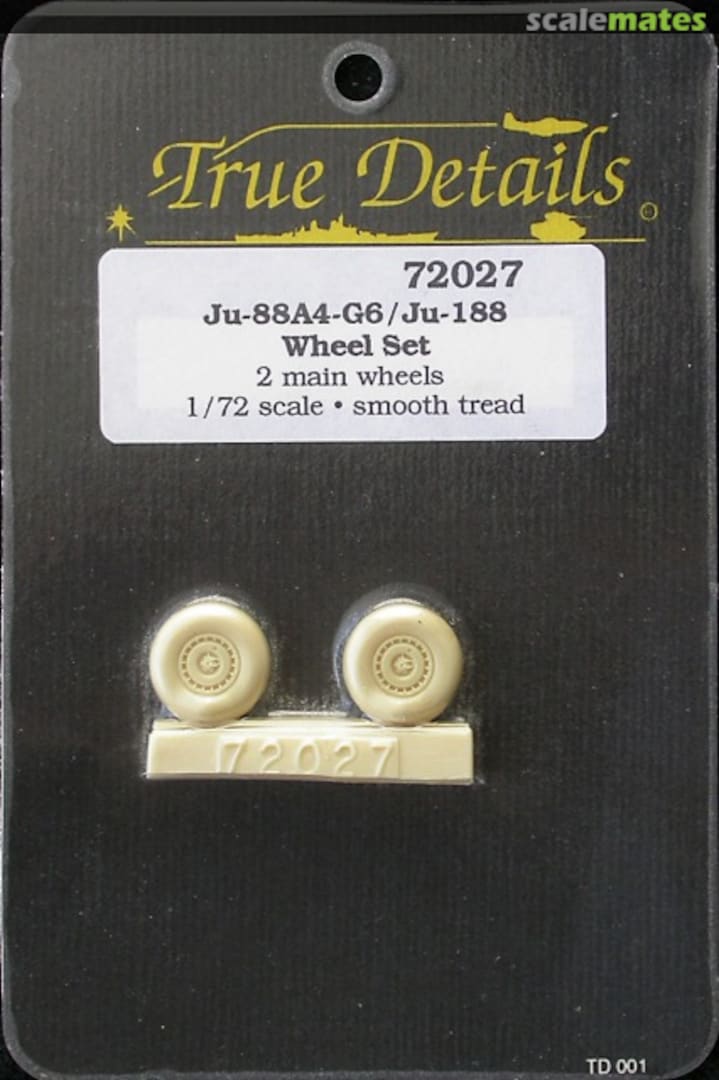 scalemates
True Details
72027
Ju-88A4-G6/Ju-188
Wheel Set
2 main wheels
1/72 scale • smooth tread
72027
TD 001